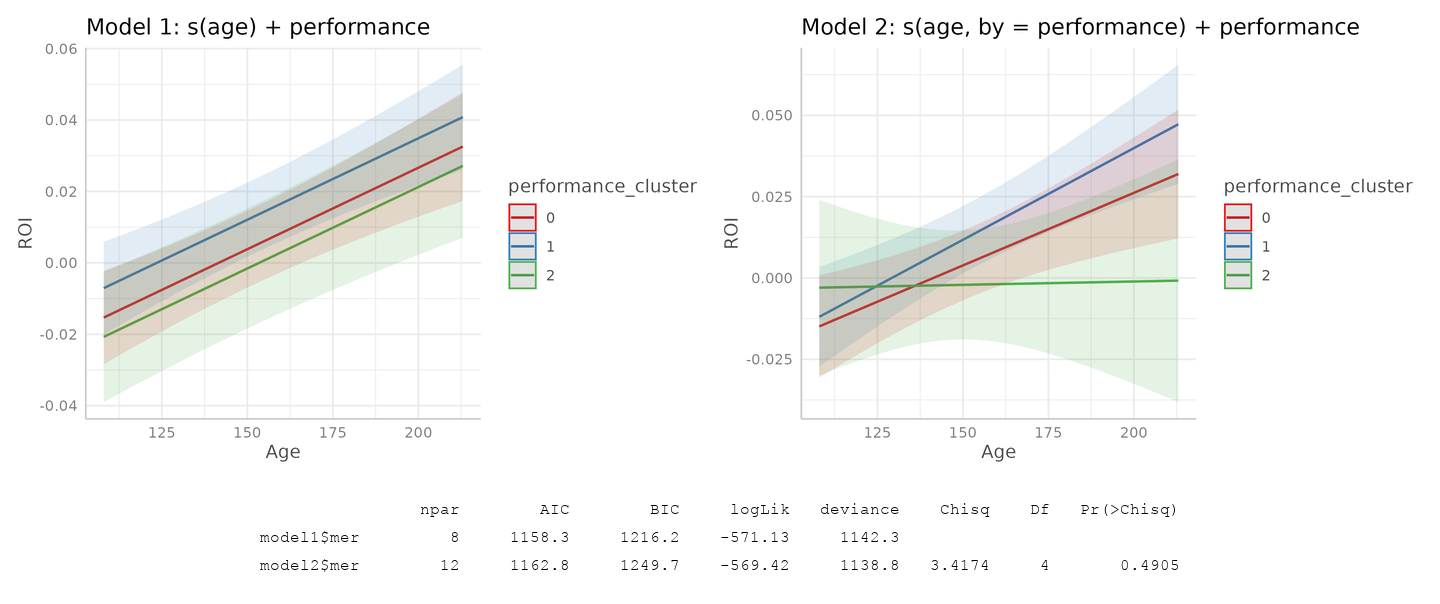 Model 1: s(age) + performance
0.06
0.04
0.02
0.00
-0.02
-0.04
125 150 175 200
Age
ROI
performance_cluster
0
1
2
Model 2: s(age, by = performance) + performance
0.050
0.025
0.000
-0.025
125 150 175 200
Age
ROI
performance_cluster
0
1
2
npar AIC BIC logLik deviance Chisq Df Pr(>Chisq)
model1$mer 8 1158.3 1216.2 -571.13 1142.3
model2$mer 12 1162.8 1249.7 -569.42 1138.8 3.4174 4 0.4905